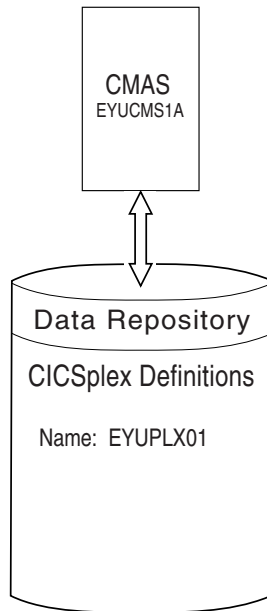 CMAS
EYUCMS1A
Data Repository
CICSplex Definitions
Name: EYUPLX01